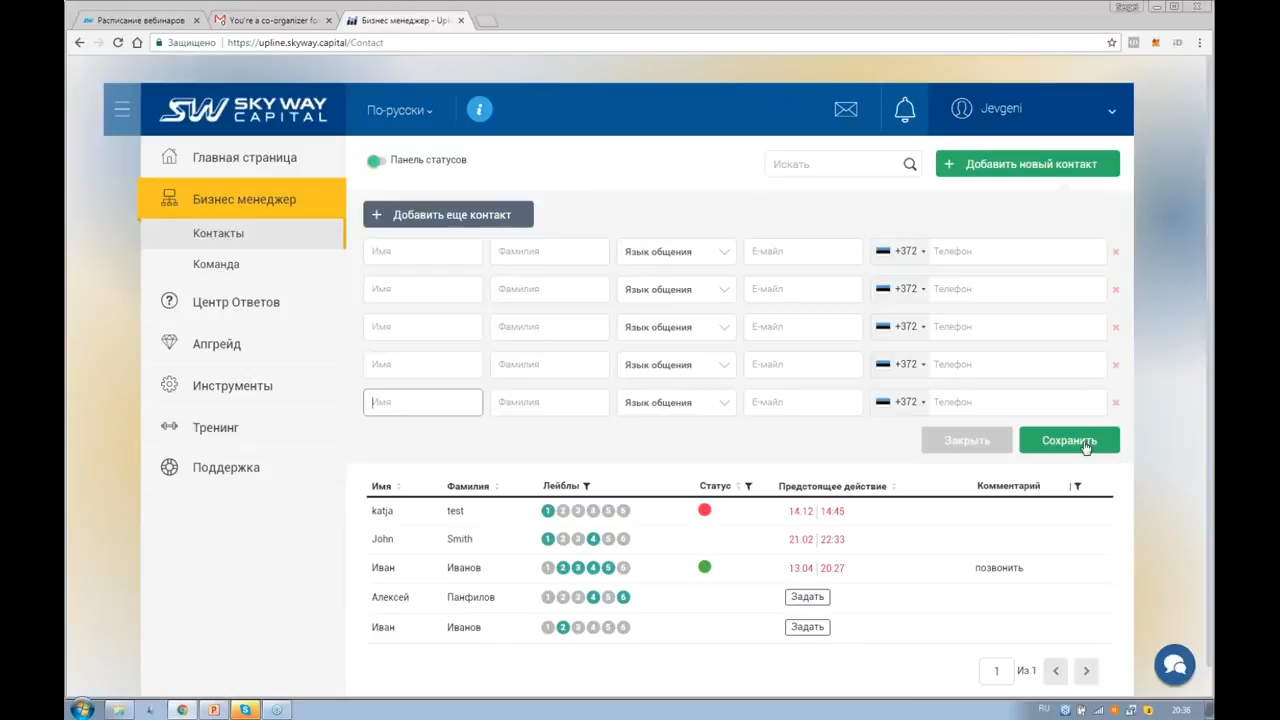 Sergei
Расписание вебинаров
You're a co-organizer fo
Бизнес менеджер - Upl
Защищено
https://upline.skyway.capital/Contact
SW SKY WAY CAPITAL
По-русски
i
Jevgeni
Главная страница
Бизнес менеджер
Контакты
Команда
Центр Ответов
Апгрейд
Инструменты
Тренинг
Поддержка
Панель статусов
Искать
+ Добавить новый контакт
+ Добавить еще контакт
Имя Фамилия Язык общения Е-майл +372 Телефон
Имя Фамилия Язык общения Е-майл +372 Телефон
Имя Фамилия Язык общения Е-майл +372 Телефон
Имя Фамилия Язык общения Е-майл +372 Телефон
Имя Фамилия Язык общения Е-майл +372 Телефон
Закрыть Сохранить
Имя Фамилия Лейблы Статус Предстоящее действие Комментарий
katja test 1 2 3 4 5 6 14.12 | 14:45
John Smith 1 2 3 4 5 6 21.02 | 22:33
Иван Иванов 1 2 3 4 5 6 13.04 | 20:27 позвонить
Алексей Панфилов 1 2 3 4 5 6 Задать
Иван Иванов 1 2 3 4 5 6 Задать
1 Из 1
RU 20:36